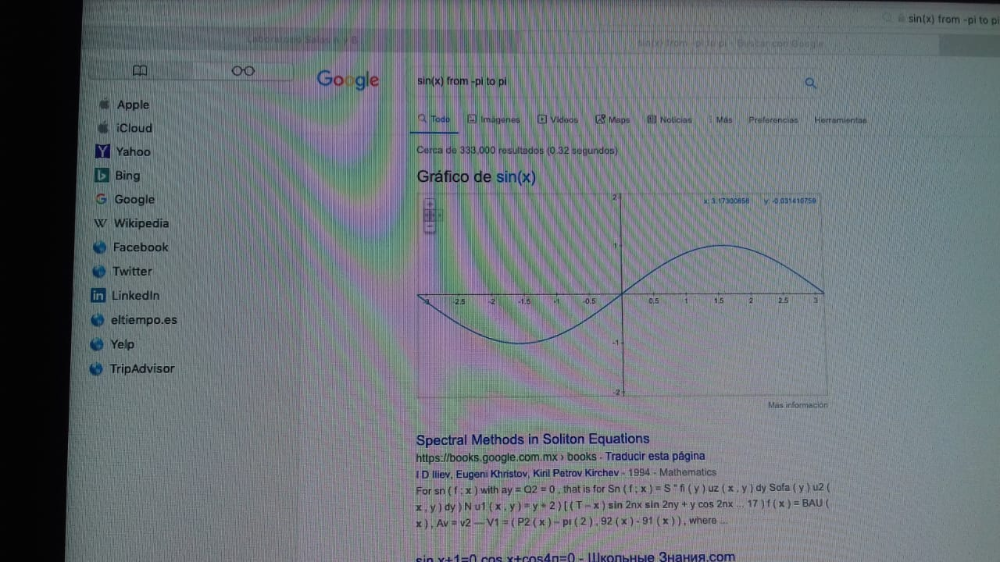 sin(x) from -pi to pi
Laboratorio Salas A y B
sin(x) from -pi to pi - Buscar con Google
Google
sin(x) from -pi to pi
Todo Imágenes Vídeos Maps Noticias Más Preferencias Herramientas
Cerca de 333,000 resultados (0.32 segundos)
Gráfico de sin(x)
x: 3.17300858 y: -0.031410759
2
1
-3 -2.5 -2 -1.5 -1 -0.5 0.5 1 1.5 2 2.5 3
-1
-2
Más información
Apple
iCloud
Yahoo
Bing
Google
Wikipedia
Facebook
Twitter
LinkedIn
eltiempo.es
Yelp
TripAdvisor
Spectral Methods in Soliton Equations
https://books.google.com.mx › books - Traducir esta página
I D Iliev, Eugeni Khristov, Kiril Petrov Kirchev - 1994 - Mathematics
For sn ( f ; x ) with ay = Q2 = 0 , that is for Sn ( f ; x ) = S " fi ( y ) uz ( x , y ) dy Sofa ( y ) u2 (
x , y ) dy ) N u1 ( x , y ) = y + 2 ) [ ( T - x ) sin 2nx sin 2ny + y cos 2nx ... 17 ) f ( x ) = BAU (
x ) , Av = v2 — V1 = ( P2 ( x ) - pi ( 2 ) , 92 ( x ) - 91 ( x ) ) , where ...
sin x+1=0 cos x+cos4п=0 - Школьные Знания.com